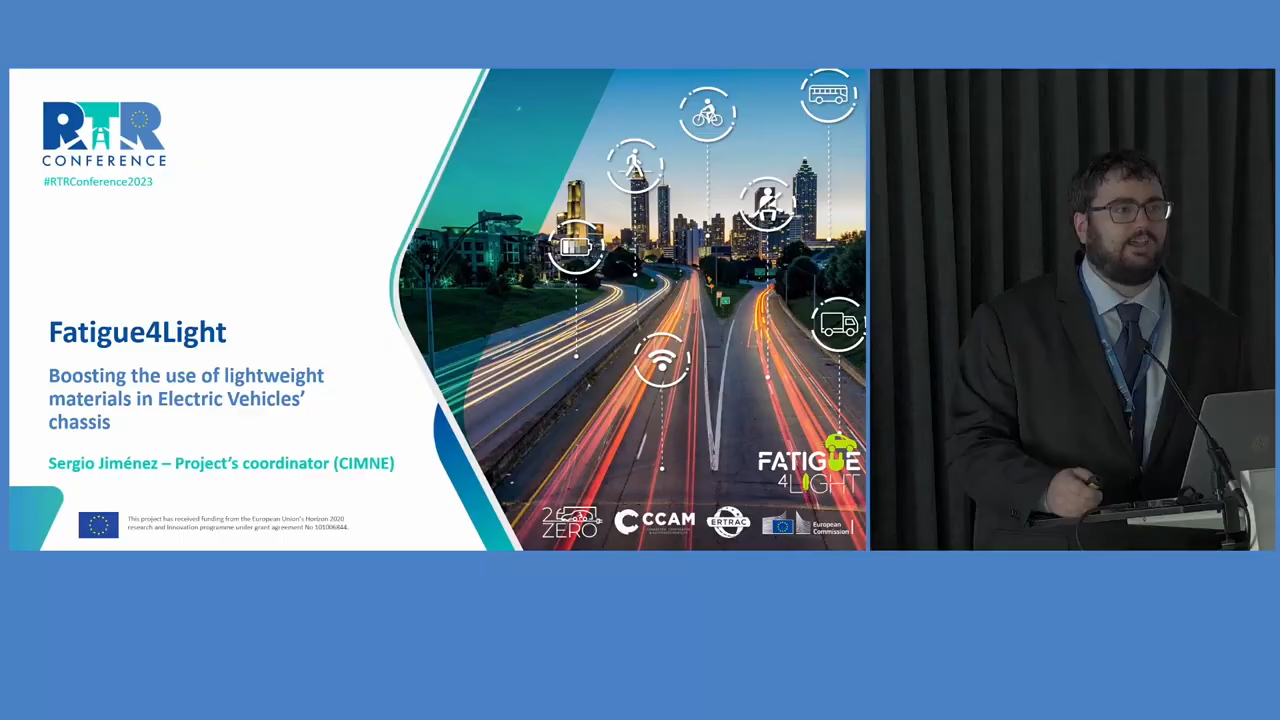 RTR
CONFERENCE
#RTRConference2023
Fatigue4Light
Boosting the use of lightweight
materials in Electric Vehicles’
chassis
Sergio Jiménez – Project’s coordinator (CIMNE)
This project has received funding from the European Union's Horizon 2020
research and Innovation programme under grant agreement No 101006844.
FATIGUE
4LIGHT
2ZERO
CCAM
ERTRAC
European
Commission